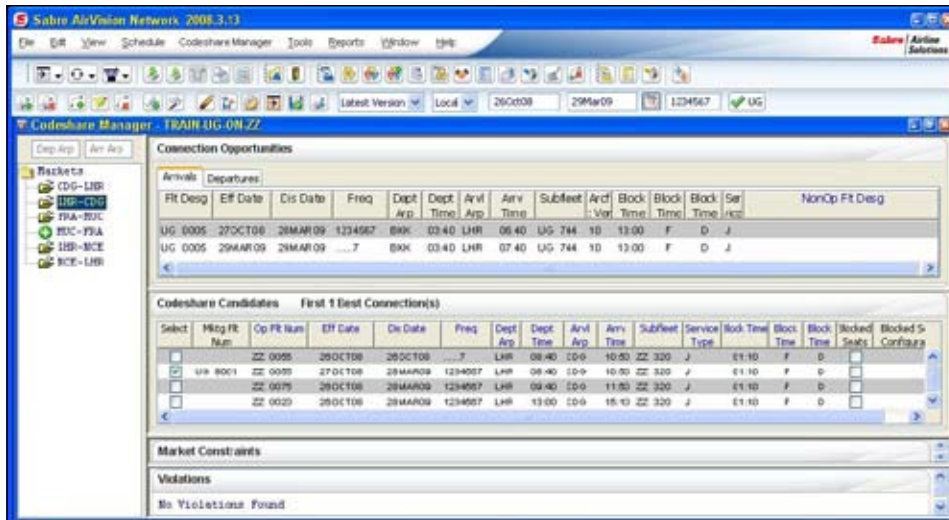 Sabre AirVision Network 2008.3.13
File Edit View Schedule Codeshare Manager Tools Reports Window Help
Sabre Airline Solutions
Latest Version Local 26Oct08 29Mar09 1234567 UG
Codeshare Manager - TRAIN-UG-ON-ZZ
Dep Arp Arr Arp
Markets
CDG-LHR
LHR-CDG
FRA-MUC
MUC-FRA
LHR-NCE
NCE-LHR
Connection Opportunities
Arrivals Departures
Flt Desg Eff Date Dis Date Freq Dept Arp Dept Time Arvl Arp Arrv Time Subfleet Arcf Ver Block Time Block Time Block Time Ser NonOp Flt Desg
UG 0005 27OCT08 28MAR09 1234567 BKK 03:40 LHR 06:40 UG 744 10 13:00 F D J
UG 0005 29MAR09 29MAR09 ......7 BKK 03:40 LHR 07:40 UG 744 10 13:00 F D J
Codeshare Candidates First 1 Best Connection(s)
Select Mktg Flt Num Op Flt Num Eff Date Dis Date Freq Dept Arp Dept Time Arvl Arp Arrv Time Subfleet Service Type Block Time Block Time Block Time Blocked Seats Blocked S Configura
ZZ 26OCT08 26OCT08 ......7 LHR 08:40 CDG 10:50 ZZ 320 J 01:10 F D
ZZ 27OCT08 28MAR09 1234567 LHR 08:40 CDG 10:50 ZZ 320 J 01:10 F D
ZZ 0075 26OCT08 28MAR09 1234567 LHR 09:40 CDG 11:50 ZZ 320 J 01:10 F D
ZZ 26OCT08 28MAR09 1234567 LHR 13:00 CDG 15:10 ZZ 320 J 01:10 F D
Market Constraints
Violations
No Violations Found